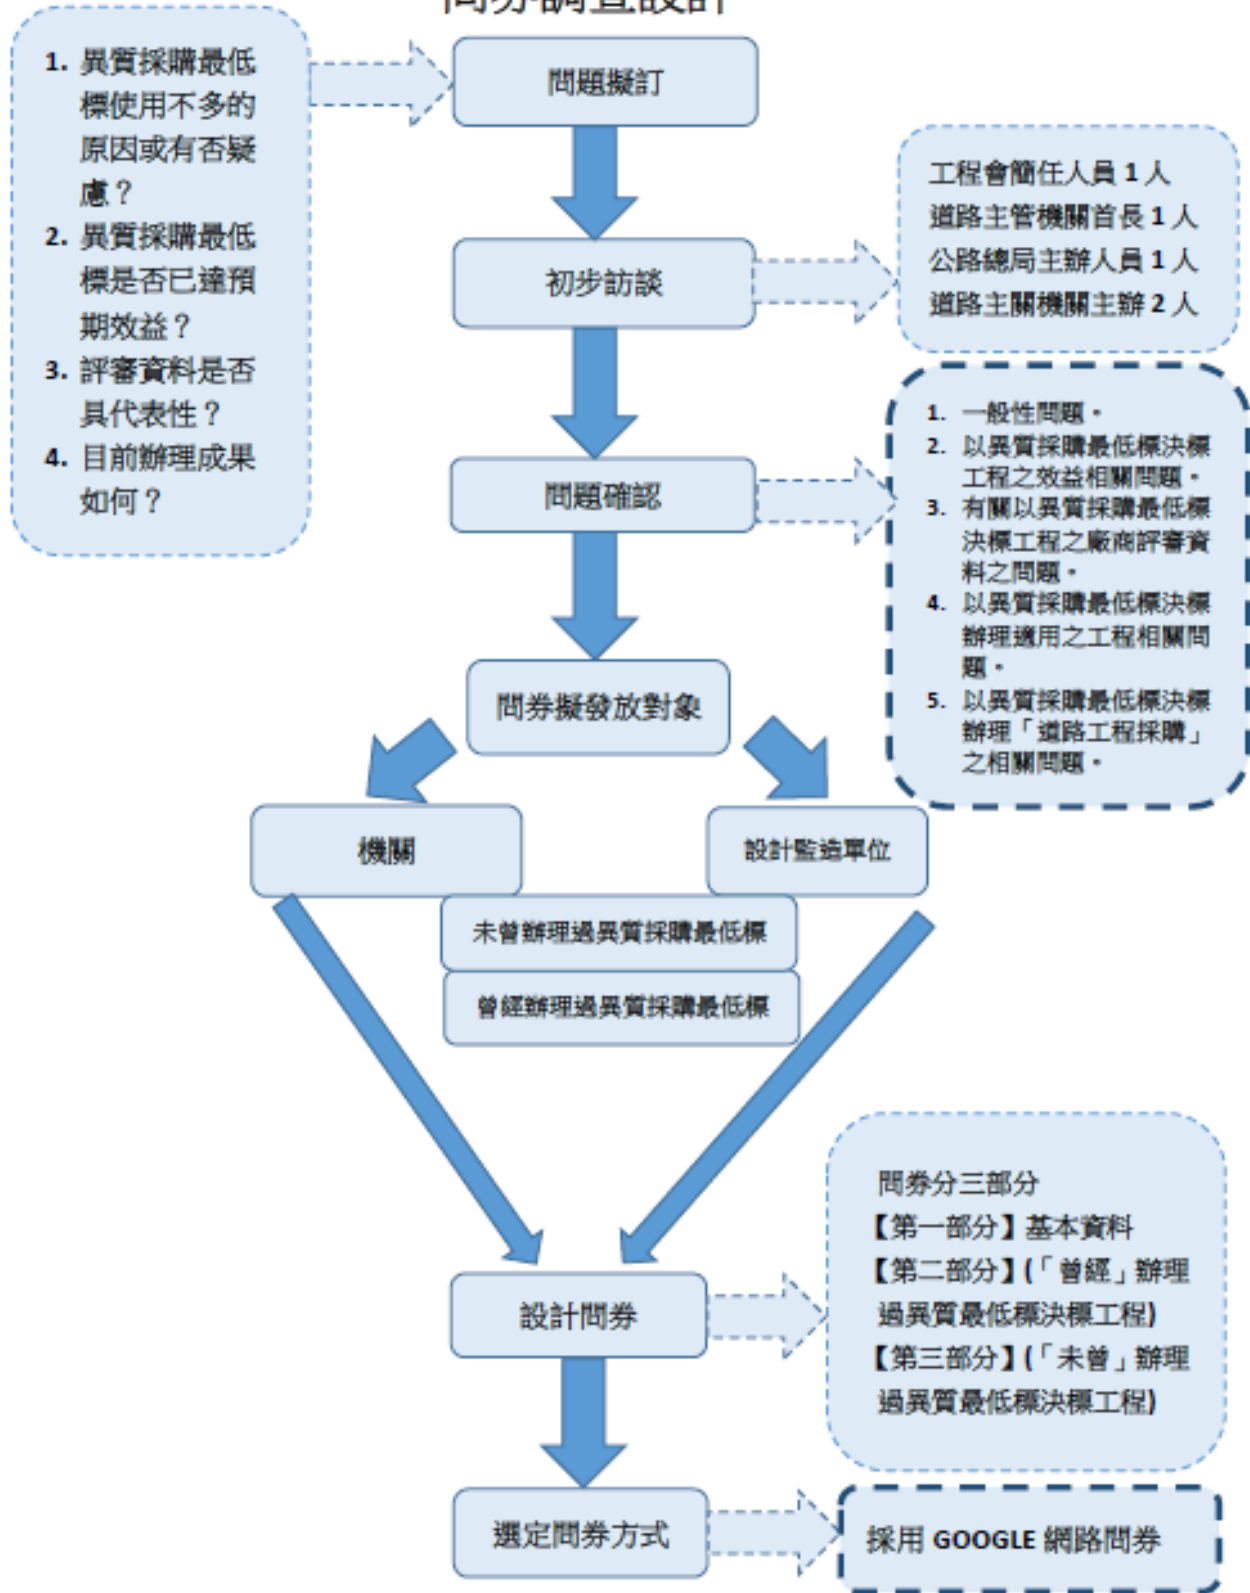 問券調查設計
1. 異質採購最低
標使用不多的
原因或有否疑
慮？
2. 異質採購最低
標是否已達預
期效益？
3. 評審資料是否
具代表性？
4. 目前辦理成果
如何？
問題擬訂
初步訪談
工程會簡任人員 1 人
道路主管機關首長 1 人
公路總局主辦人員 1 人
道路主關機關主辦 2 人
問題確認
1. 一般性問題。
2. 以異質採購最低標決標
工程之效益相關問題。
3. 有關以異質採購最低標
決標工程之廠商評審資
料之問題。
4. 以異質採購最低標決標
辦理適用之工程相關問
題。
5. 以異質採購最低標決標
辦理「道路工程採購」
之相關問題。
問券擬發放對象
機關
設計監造單位
未曾辦理過異質採購最低標
曾經辦理過異質採購最低標
設計問券
問券分三部分
【第一部分】基本資料
【第二部分】(「曾經」辦理
過異質最低標決標工程)
【第三部分】(「未曾」辦理
過異質最低標決標工程)
選定問券方式
採用 GOOGLE 網路問券